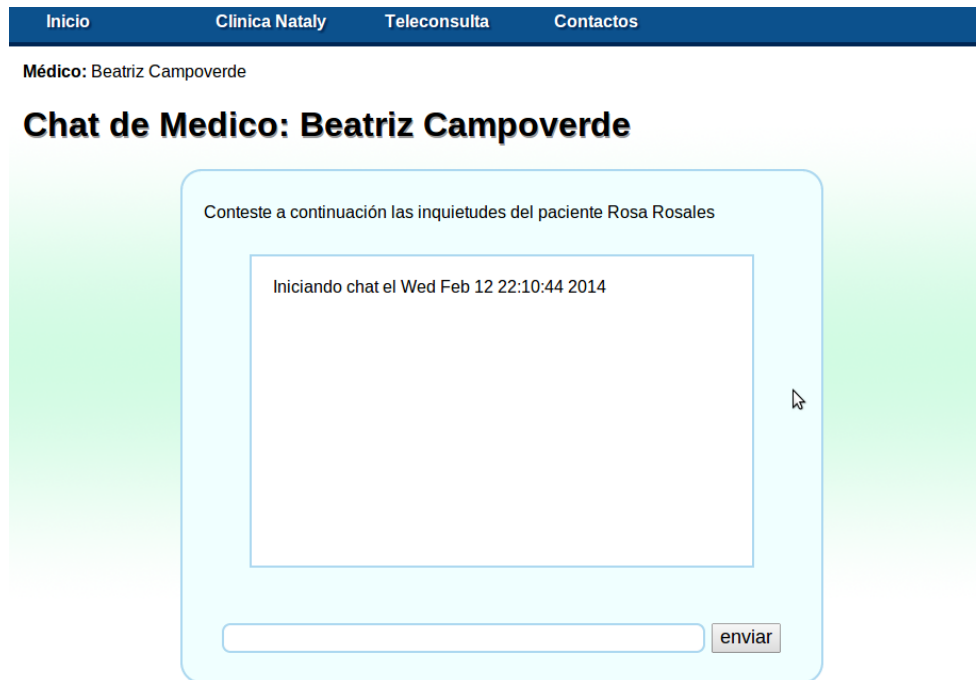 Inicio Clinica Nataly Teleconsulta Contactos
Médico: Beatriz Campoverde
Chat de Medico: Beatriz Campoverde
Conteste a continuación las inquietudes del paciente Rosa Rosales
Iniciando chat el Wed Feb 12 22:10:44 2014
enviar